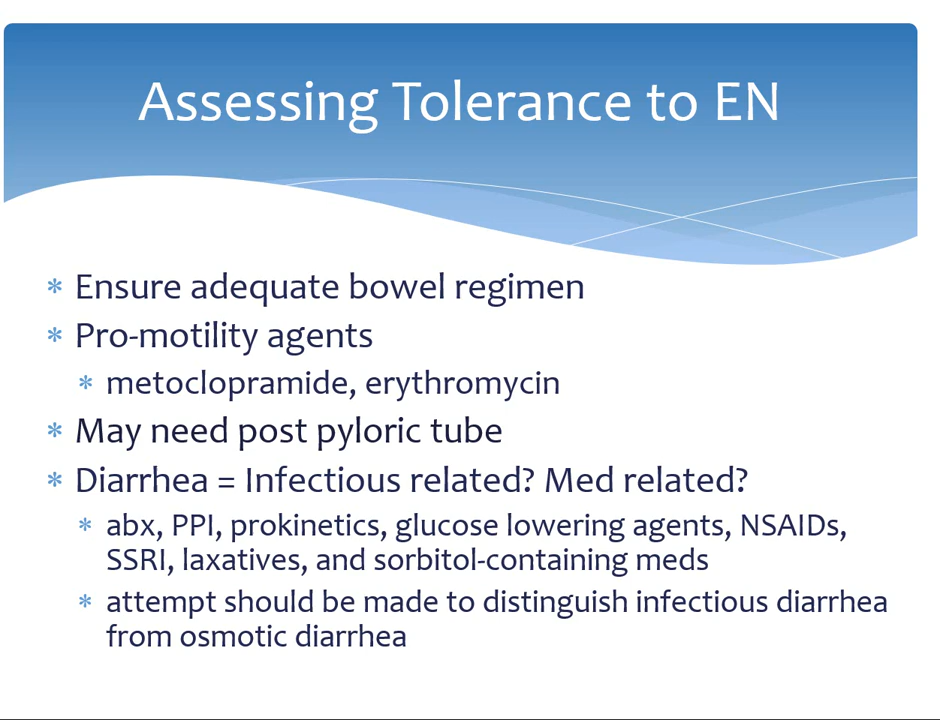 Assessing Tolerance to EN
* Ensure adequate bowel regimen
* Pro-motility agents
* metoclopramide, erythromycin
* May need post pyloric tube
* Diarrhea = Infectious related? Med related?
* abx, PPI, prokinetics, glucose lowering agents, NSAIDs,
SSRI, laxatives, and sorbitol-containing meds
* attempt should be made to distinguish infectious diarrhea
from osmotic diarrhea